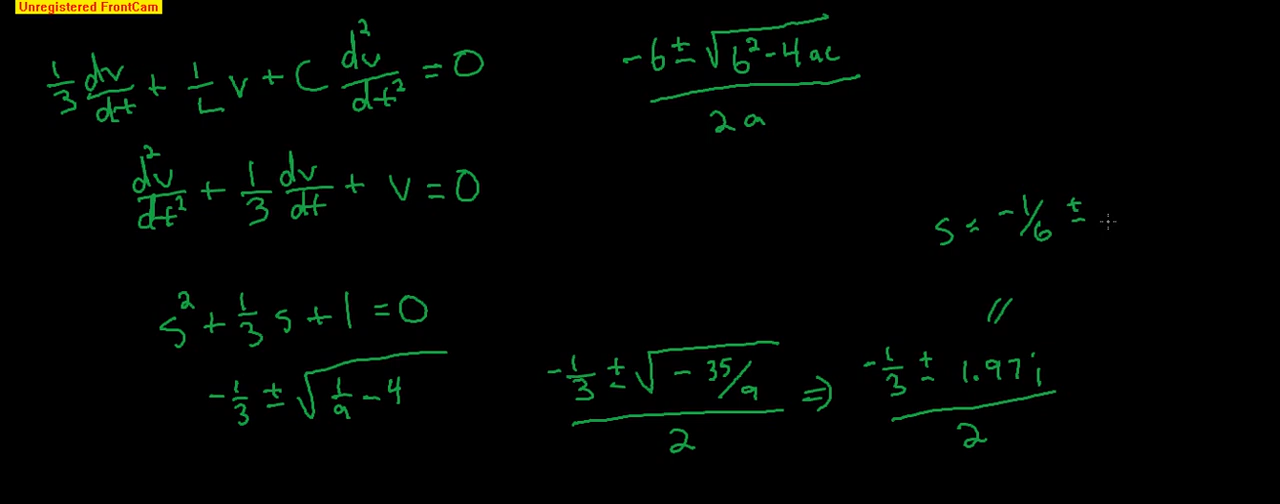 Unregistered FrontCam
1/3 dv/dt + 1/L v + C d²v/dt² = 0
-b ± √(b² - 4ac) / 2a
d²v/dt² + 1/3 dv/dt + v = 0
s = -1/6 ±
s² + 1/3 s + 1 = 0
//
-1/3 ± √(1/9 - 4)
-1/3 ± √(-35/9) / 2 ⇒ -1/3 ± 1.97i / 2